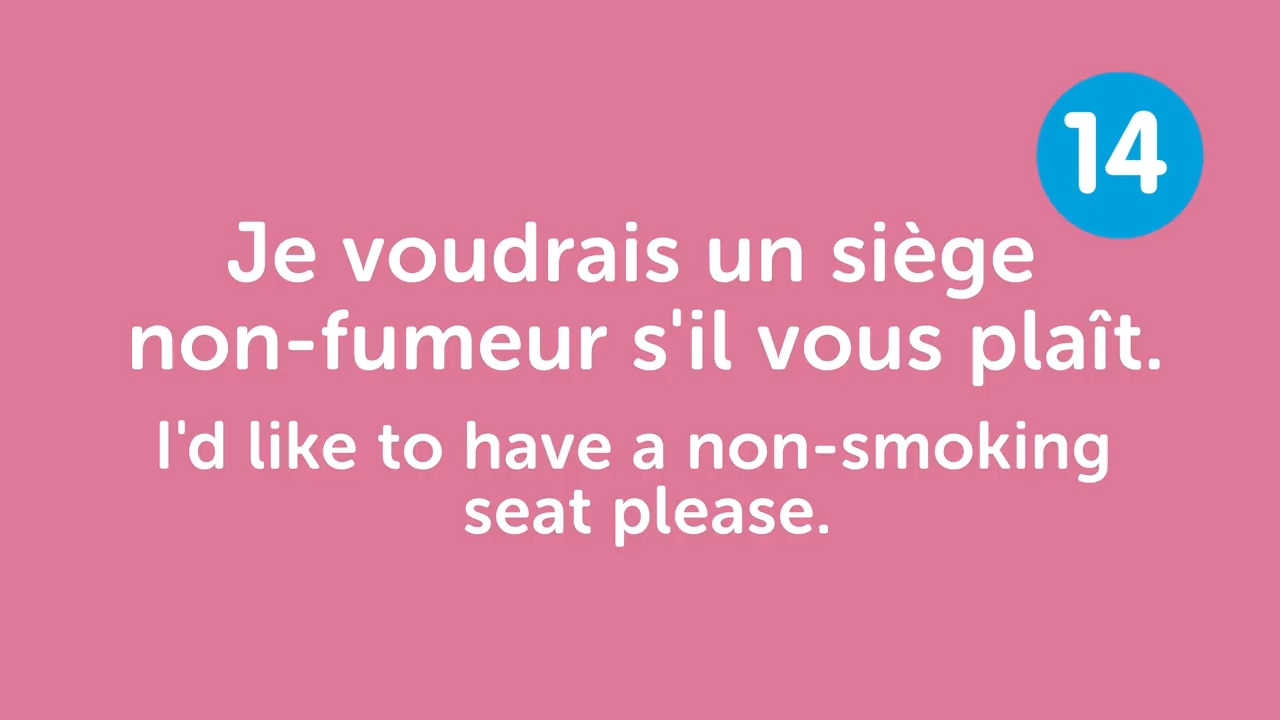 14
Je voudrais un siège
non-fumeur s'il vous plaît.
I'd like to have a non-smoking
seat please.